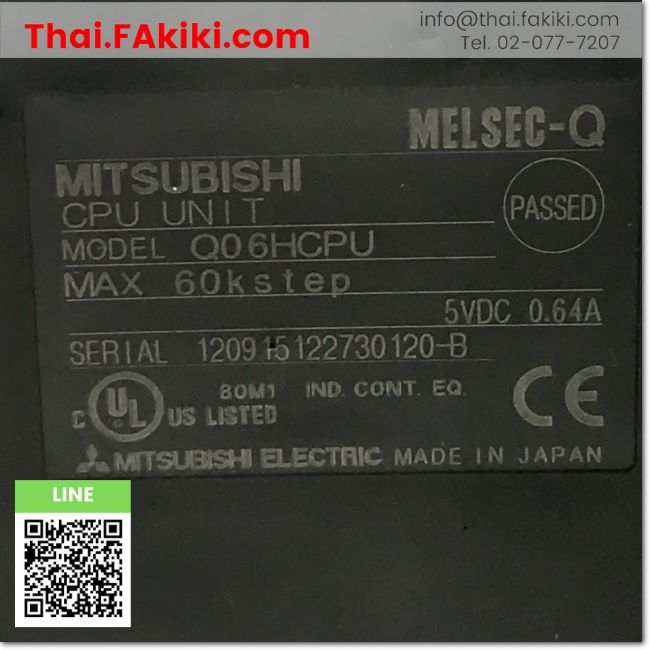 Thai.FAkiki.com
info@thai.fakiki.com
Tel. 02-077-7207
MELSEC-Q
MITSUBISHI
CPU UNIT
PASSED
MODEL Q06HCPU
MAX 60kstep
5VDC 0.64A
SERIAL 120915122730120-B
80M1 IND. CONT. EQ.
C UL US LISTED
CE
MITSUBISHI ELECTRIC MADE IN JAPAN
LINE